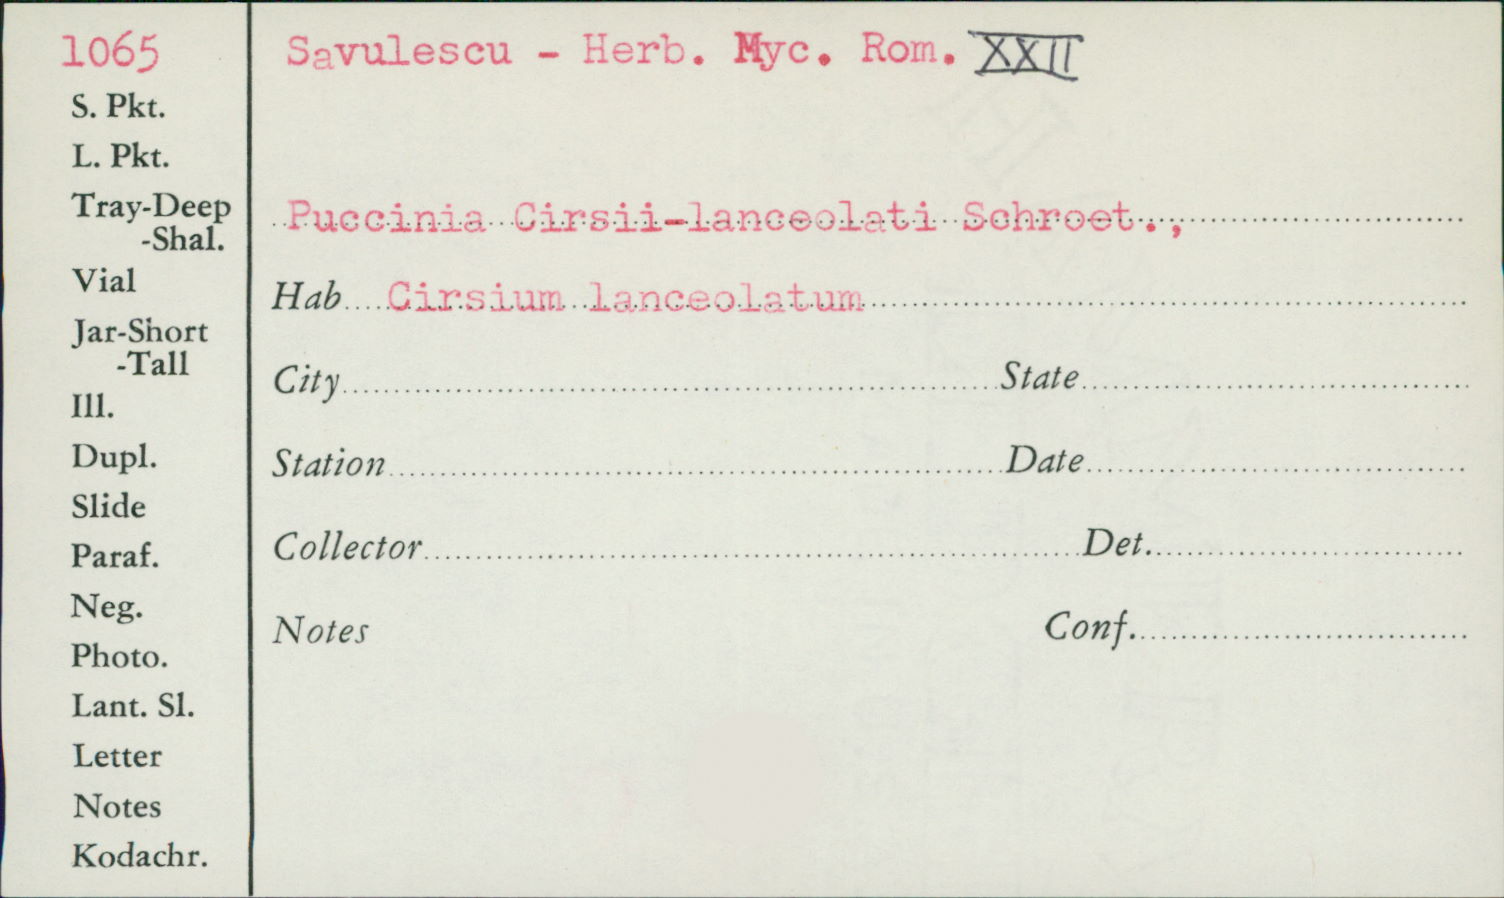 1065
Savulescu - Herb. Myc. Rom. XXII
S. Pkt.
L. Pkt.
Tray-Deep
-Shal.
Vial
Jar-Short
-Tall
Ill.
Dupl.
Slide
Paraf.
Neg.
Photo.
Lant. Sl.
Letter
Notes
Kodachr.
Puccinia Cirsii-lanceolati Schroet.,
Hab Cirsium lanceolatum
City State
Station Date
Collector Det.
Notes Conf.